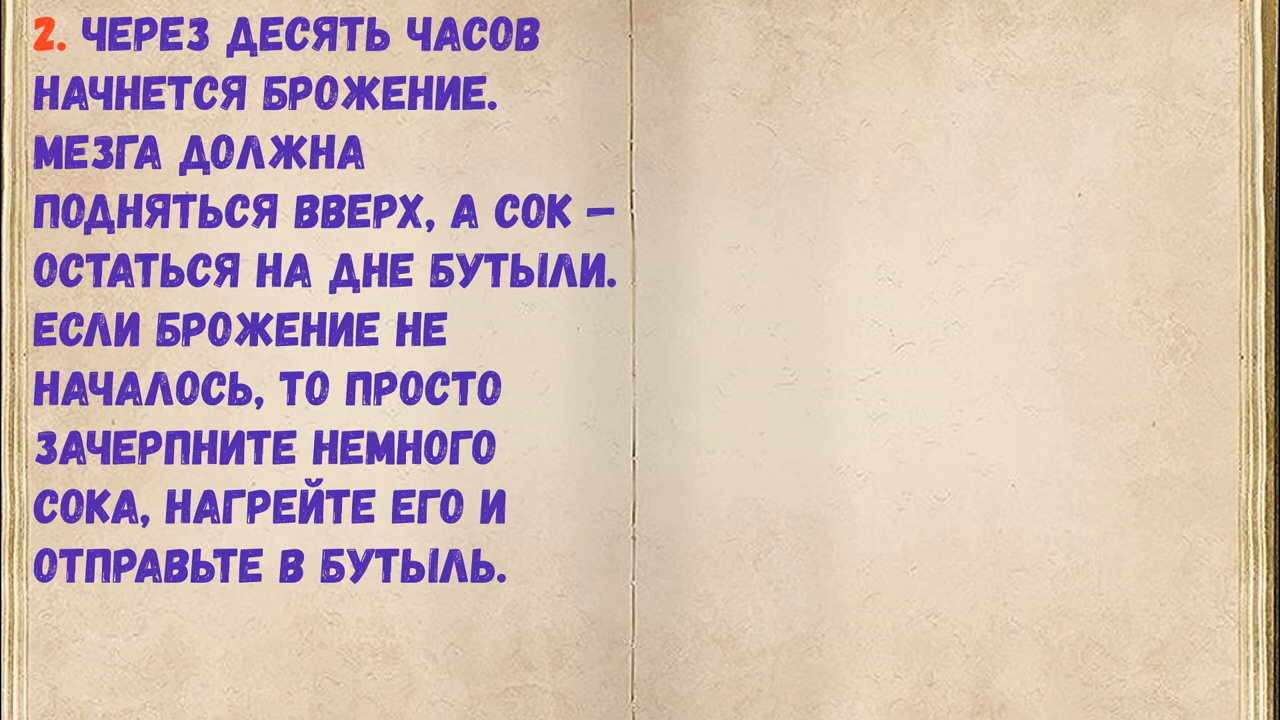 2. ЧЕРЕЗ ДЕСЯТЬ ЧАСОВ
НАЧНЕТСЯ БРОЖЕНИЕ.
МЕЗГА ДОЛЖНА
ПОДНЯТЬСЯ ВВЕРХ, А СОК –
ОСТАТЬСЯ НА ДНЕ БУТЫЛИ.
ЕСЛИ БРОЖЕНИЕ НЕ
НАЧАЛОСЬ, ТО ПРОСТО
ЗАЧЕРПНИТЕ НЕМНОГО
СОКА, НАГРЕЙТЕ ЕГО И
ОТПРАВЬТЕ В БУТЫЛЬ.